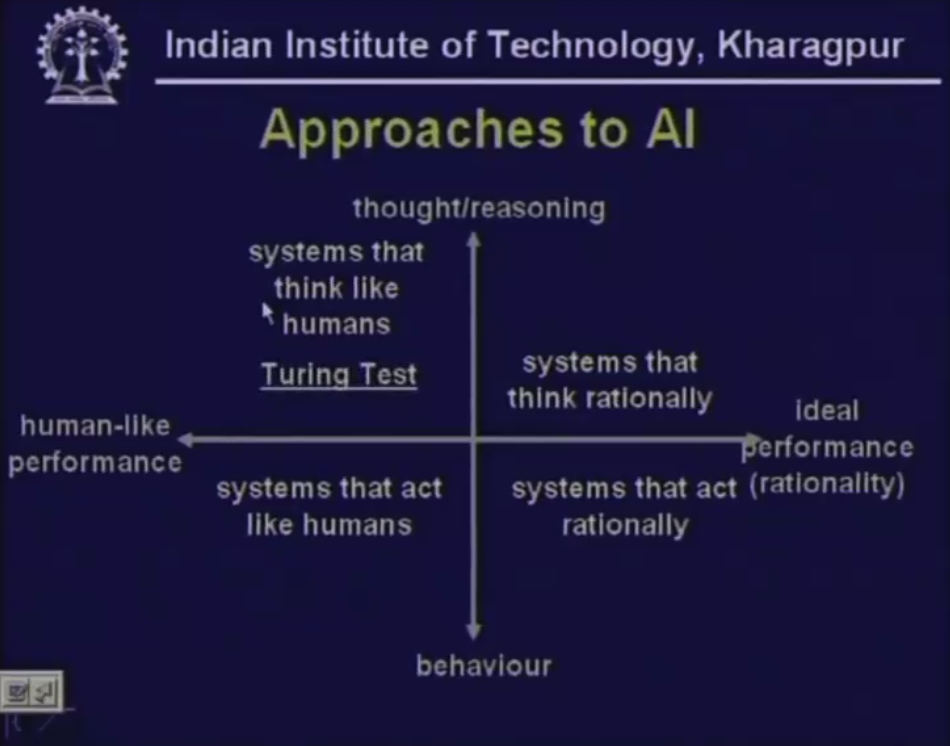 Indian Institute of Technology, Kharagpur
Approaches to AI
thought/reasoning
systems that
think like
humans
Turing Test
systems that
think rationally
human-like
performance
ideal
performance
(rationality)
systems that act
like humans
systems that act
rationally
behaviour